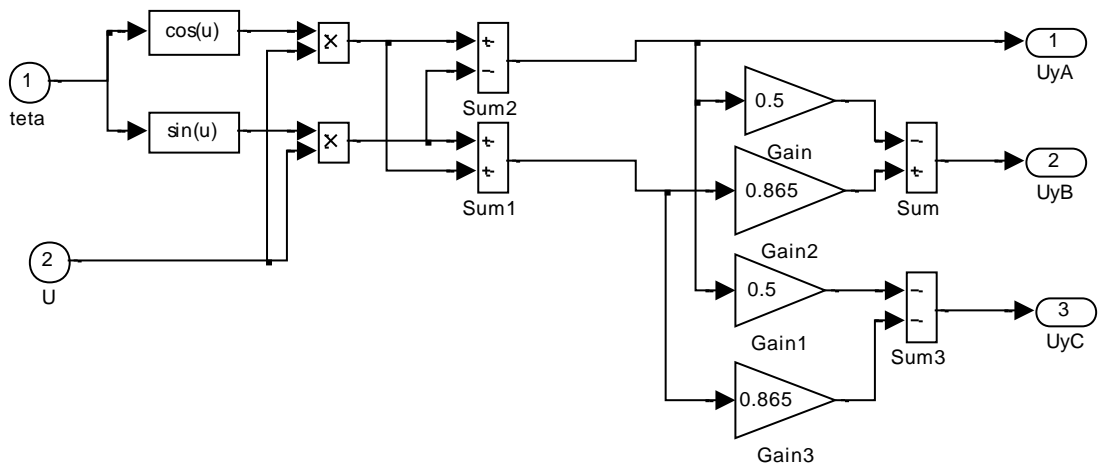 1
teta
cos(u)
sin(u)
×
×
2
U
+
−
Sum2
+
+
Sum1
0.5
Gain
0.865
Gain2
0.5
Gain1
0.865
Gain3
−
+
Sum
−
−
Sum3
1
UyA
2
UyB
3
UyC